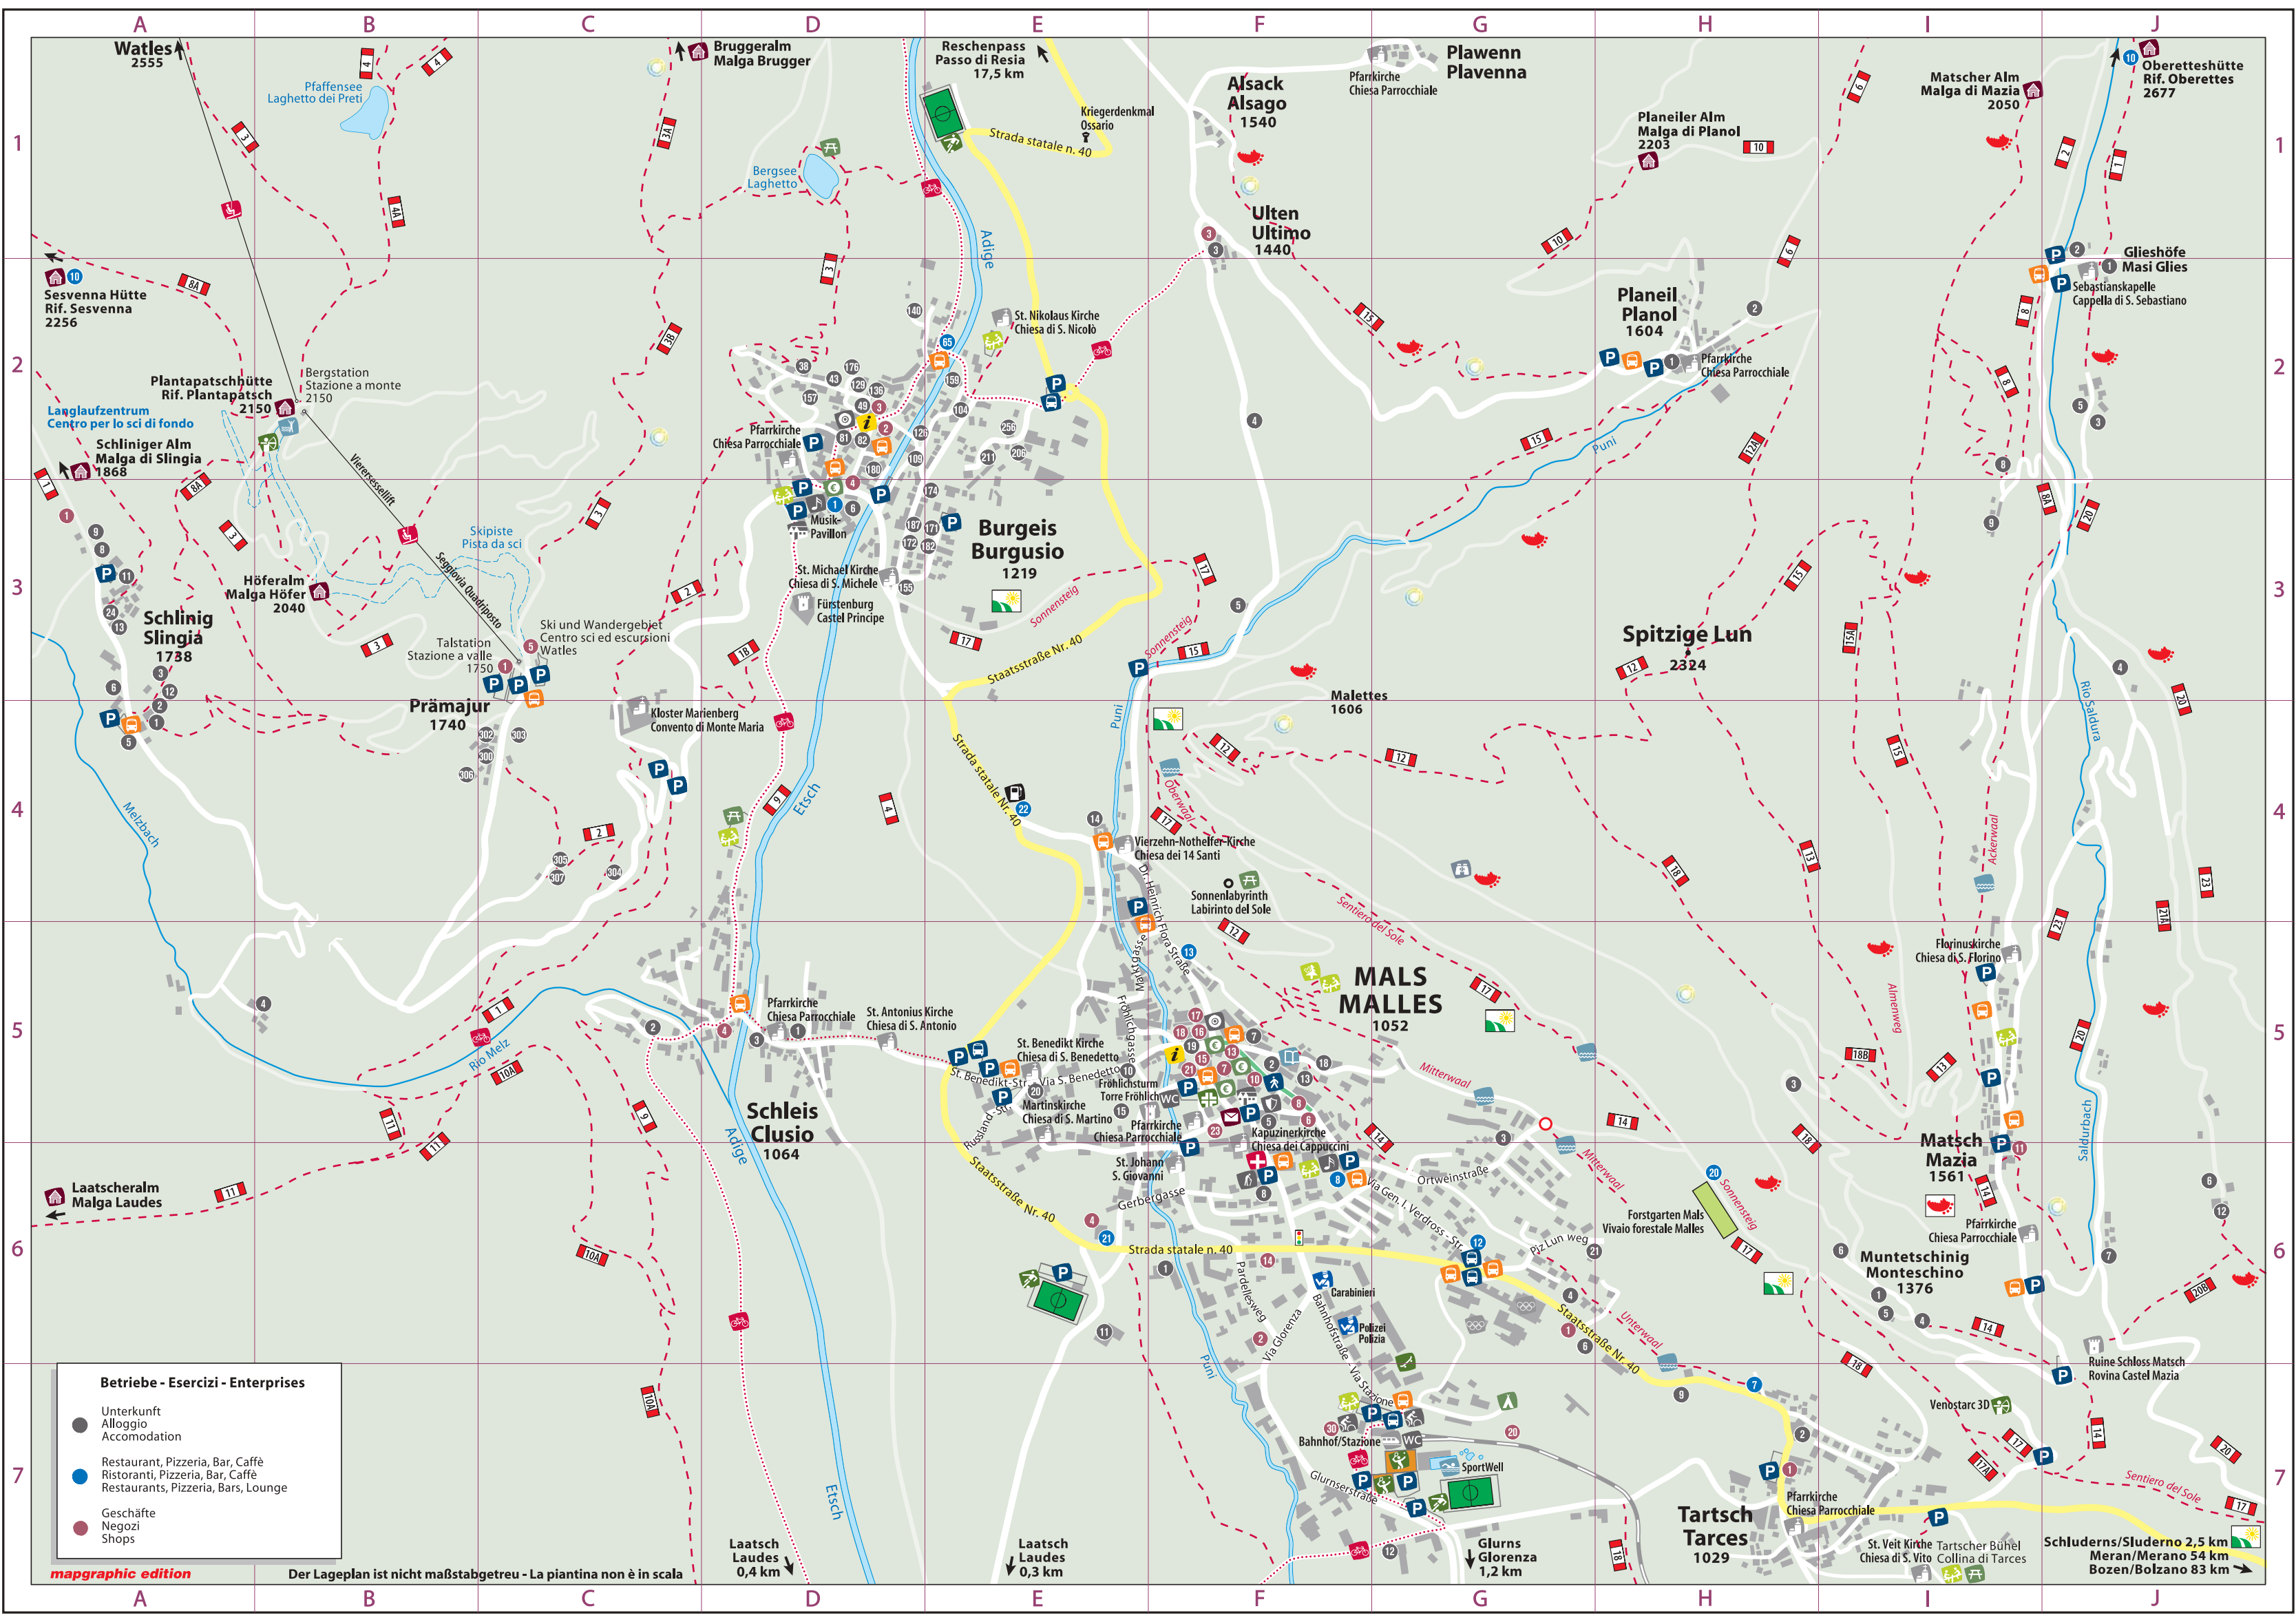 A B C D E F G H I J
Watles
2555
Pfaffensee
Laghetto dei Preti
Bruggeralm
Malga Brugger
Reschenpass
Passo di Resia
17,5 km
Kriegerdenkmal
Ossario
Strada statale n. 40
Bergsee
Laghetto
Adige
Pfarrkirche
Chiesa Parrocchiale
Plawenn
Plavenna
Alsack
Alsago
1540
Ulten
Ultimo
1440
Planeiler Alm
Malga di Planol
2203
Matscher Alm
Malga di Mazia
2050
Oberetteshütte
Rif. Oberettes
2677
Glieshöfe
Masi Glies
Sebastianskapelle
Cappella di S. Sebastiano
1
Sesvenna Hütte
Rif. Sesvenna
2256
Plantapatschhütte
Rif. Plantapatsch
2150
Bergstation
Stazione a monte
2150
Langlaufzentrum
Centro per lo sci di fondo
Schliniger Alm
Malga di Slingia
1868
Vierersessellift
Seggiovia Quadriposto
St. Nikolaus Kirche
Chiesa di S. Nicolò
Pfarrkirche
Chiesa Parrocchiale
Planeil
Planol
1604
Pfarrkirche
Chiesa Parrocchiale
Puni
2
Musik-
Pavillon
Burgeis
Burgusio
1219
St. Michael Kirche
Chiesa di S. Michele
Fürstenburg
Castel Principe
Skipiste
Pista da sci
Höferalm
Malga Höfer
2040
Schlinig
Slingia
1738
Talstation
Stazione a valle
1750
Ski und Wandergebiet
Centro sci ed escursioni
Watles
Sonnensteig
Sonnensteig
Staatsstraße Nr. 40
Spitzige Lun
2324
3
Prämajur
1740
Kloster Marienberg
Convento di Monte Maria
Malettes
1606
Puni
Strada statale Nr. 40
Oberwaal
Melzbach
Etsch
Rio Saldura
Ackerwaal
Vierzehn-Nothelfer-Kirche
Chiesa dei 14 Santi
Dr. Heinrich Flora Straße
Sonnenlabyrinth
Labirinto del Sole
Sentiero del Sole
4
Marktgasse
Fröhlichgasse
MALS
MALLES
1052
Florinuskirche
Chiesa di S. Florino
Almenweg
Pfarrkirche
Chiesa Parrocchiale
St. Antonius Kirche
Chiesa di S. Antonio
St. Benedikt Kirche
Chiesa di S. Benedetto
St. Benedikt-Str.
Via S. Benedetto
Russland-Str.
Martinskirche
Chiesa di S. Martino
Fröhlichsturm
Torre Fröhlich
WC
Pfarrkirche
Chiesa Parrocchiale
Kapuzinerkirche
Chiesa dei Cappuccini
Mitterwaal
Rio Melz
Schleis
Clusio
1064
Adige
Saldurbach
Matsch
Mazia
1561
5
Laatscheralm
Malga Laudes
St. Johann
S. Giovanni
Gerbergasse
Ortweinstraße
Via Gen. I. Verdross - Str.
Mitterwaal
Sonnensteig
Forstgarten Mals
Vivaio forestale Malles
Pfarrkirche
Chiesa Parrocchiale
Staatsstraße Nr. 40
Strada statale n. 40
Piz Lun weg
Muntetschinig
Monteschino
1376
Carabinieri
Pardellesweg
Via Glorenza
Bahnhofstraße - Via Stazione
Polizei
Polizia
Unterwaal
Staatsstraße Nr. 40
6
Puni
Ruine Schloss Matsch
Rovina Castel Mazia
Venostarc 3D
Betriebe - Esercizi - Enterprises
Unterkunft
Alloggio
Accomodation
Restaurant, Pizzeria, Bar, Caffè
Ristoranti, Pizzeria, Bar, Caffè
Restaurants, Pizzeria, Bars, Lounge
Geschäfte
Negozi
Shops
Bahnhof/Stazione
WC
SportWell
Glurnserstraße
Etsch
Pfarrkirche
Chiesa Parrocchiale
Tartsch
Tarces
1029
Sentiero del Sole
St. Veit Kirche
Chiesa di S. Vito
Tartscher Bühel
Collina di Tarces
7
Laatsch
Laudes
0,4 km
Laatsch
Laudes
0,3 km
Glurns
Glorenza
1,2 km
Schluderns/Sluderno 2,5 km
Meran/Merano 54 km
Bozen/Bolzano 83 km
mapgraphic edition
Der Lageplan ist nicht maßstabgetreu - La piantina non è in scala
A B C D E F G H I J